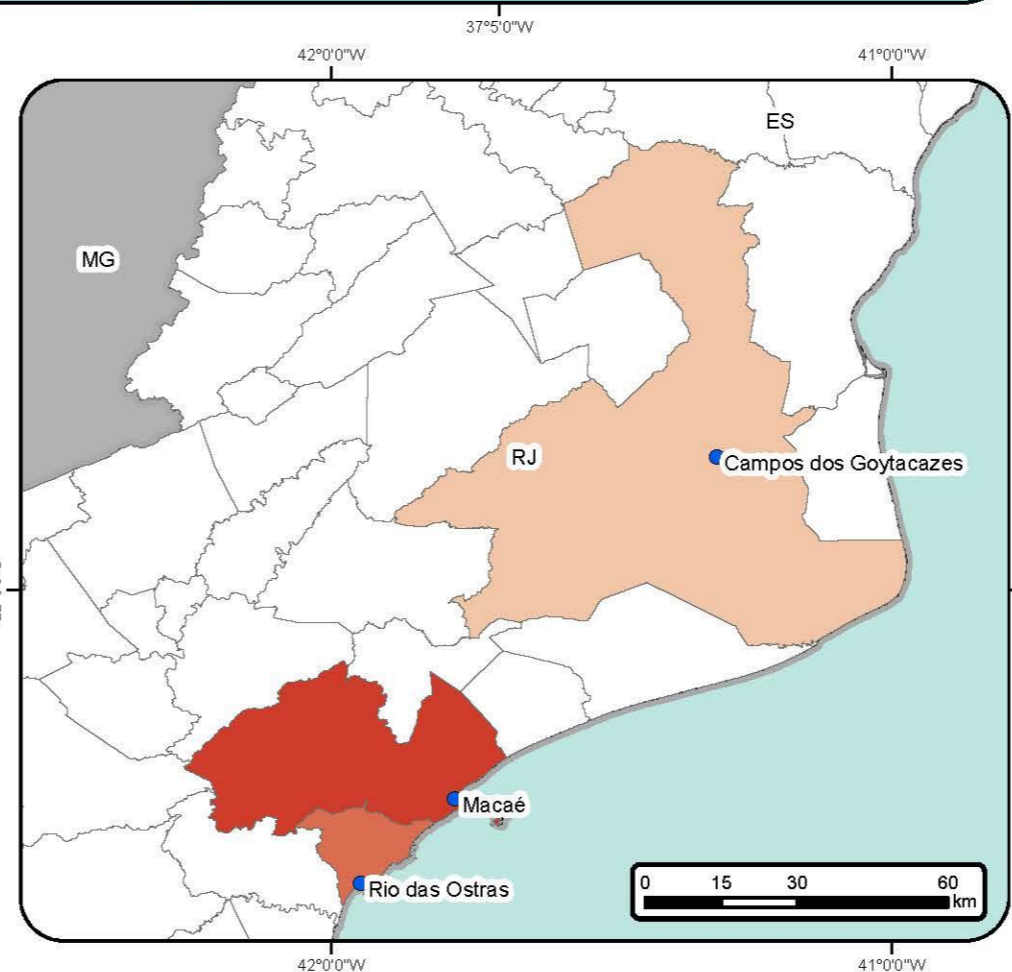 37°5'0"W
42°0'0"W
41°0'0"W
ES
MG
RJ
Campos dos Goytacazes
Macaé
Rio das Ostras
0 15 30 60
km
42°0'0"W
41°0'0"W